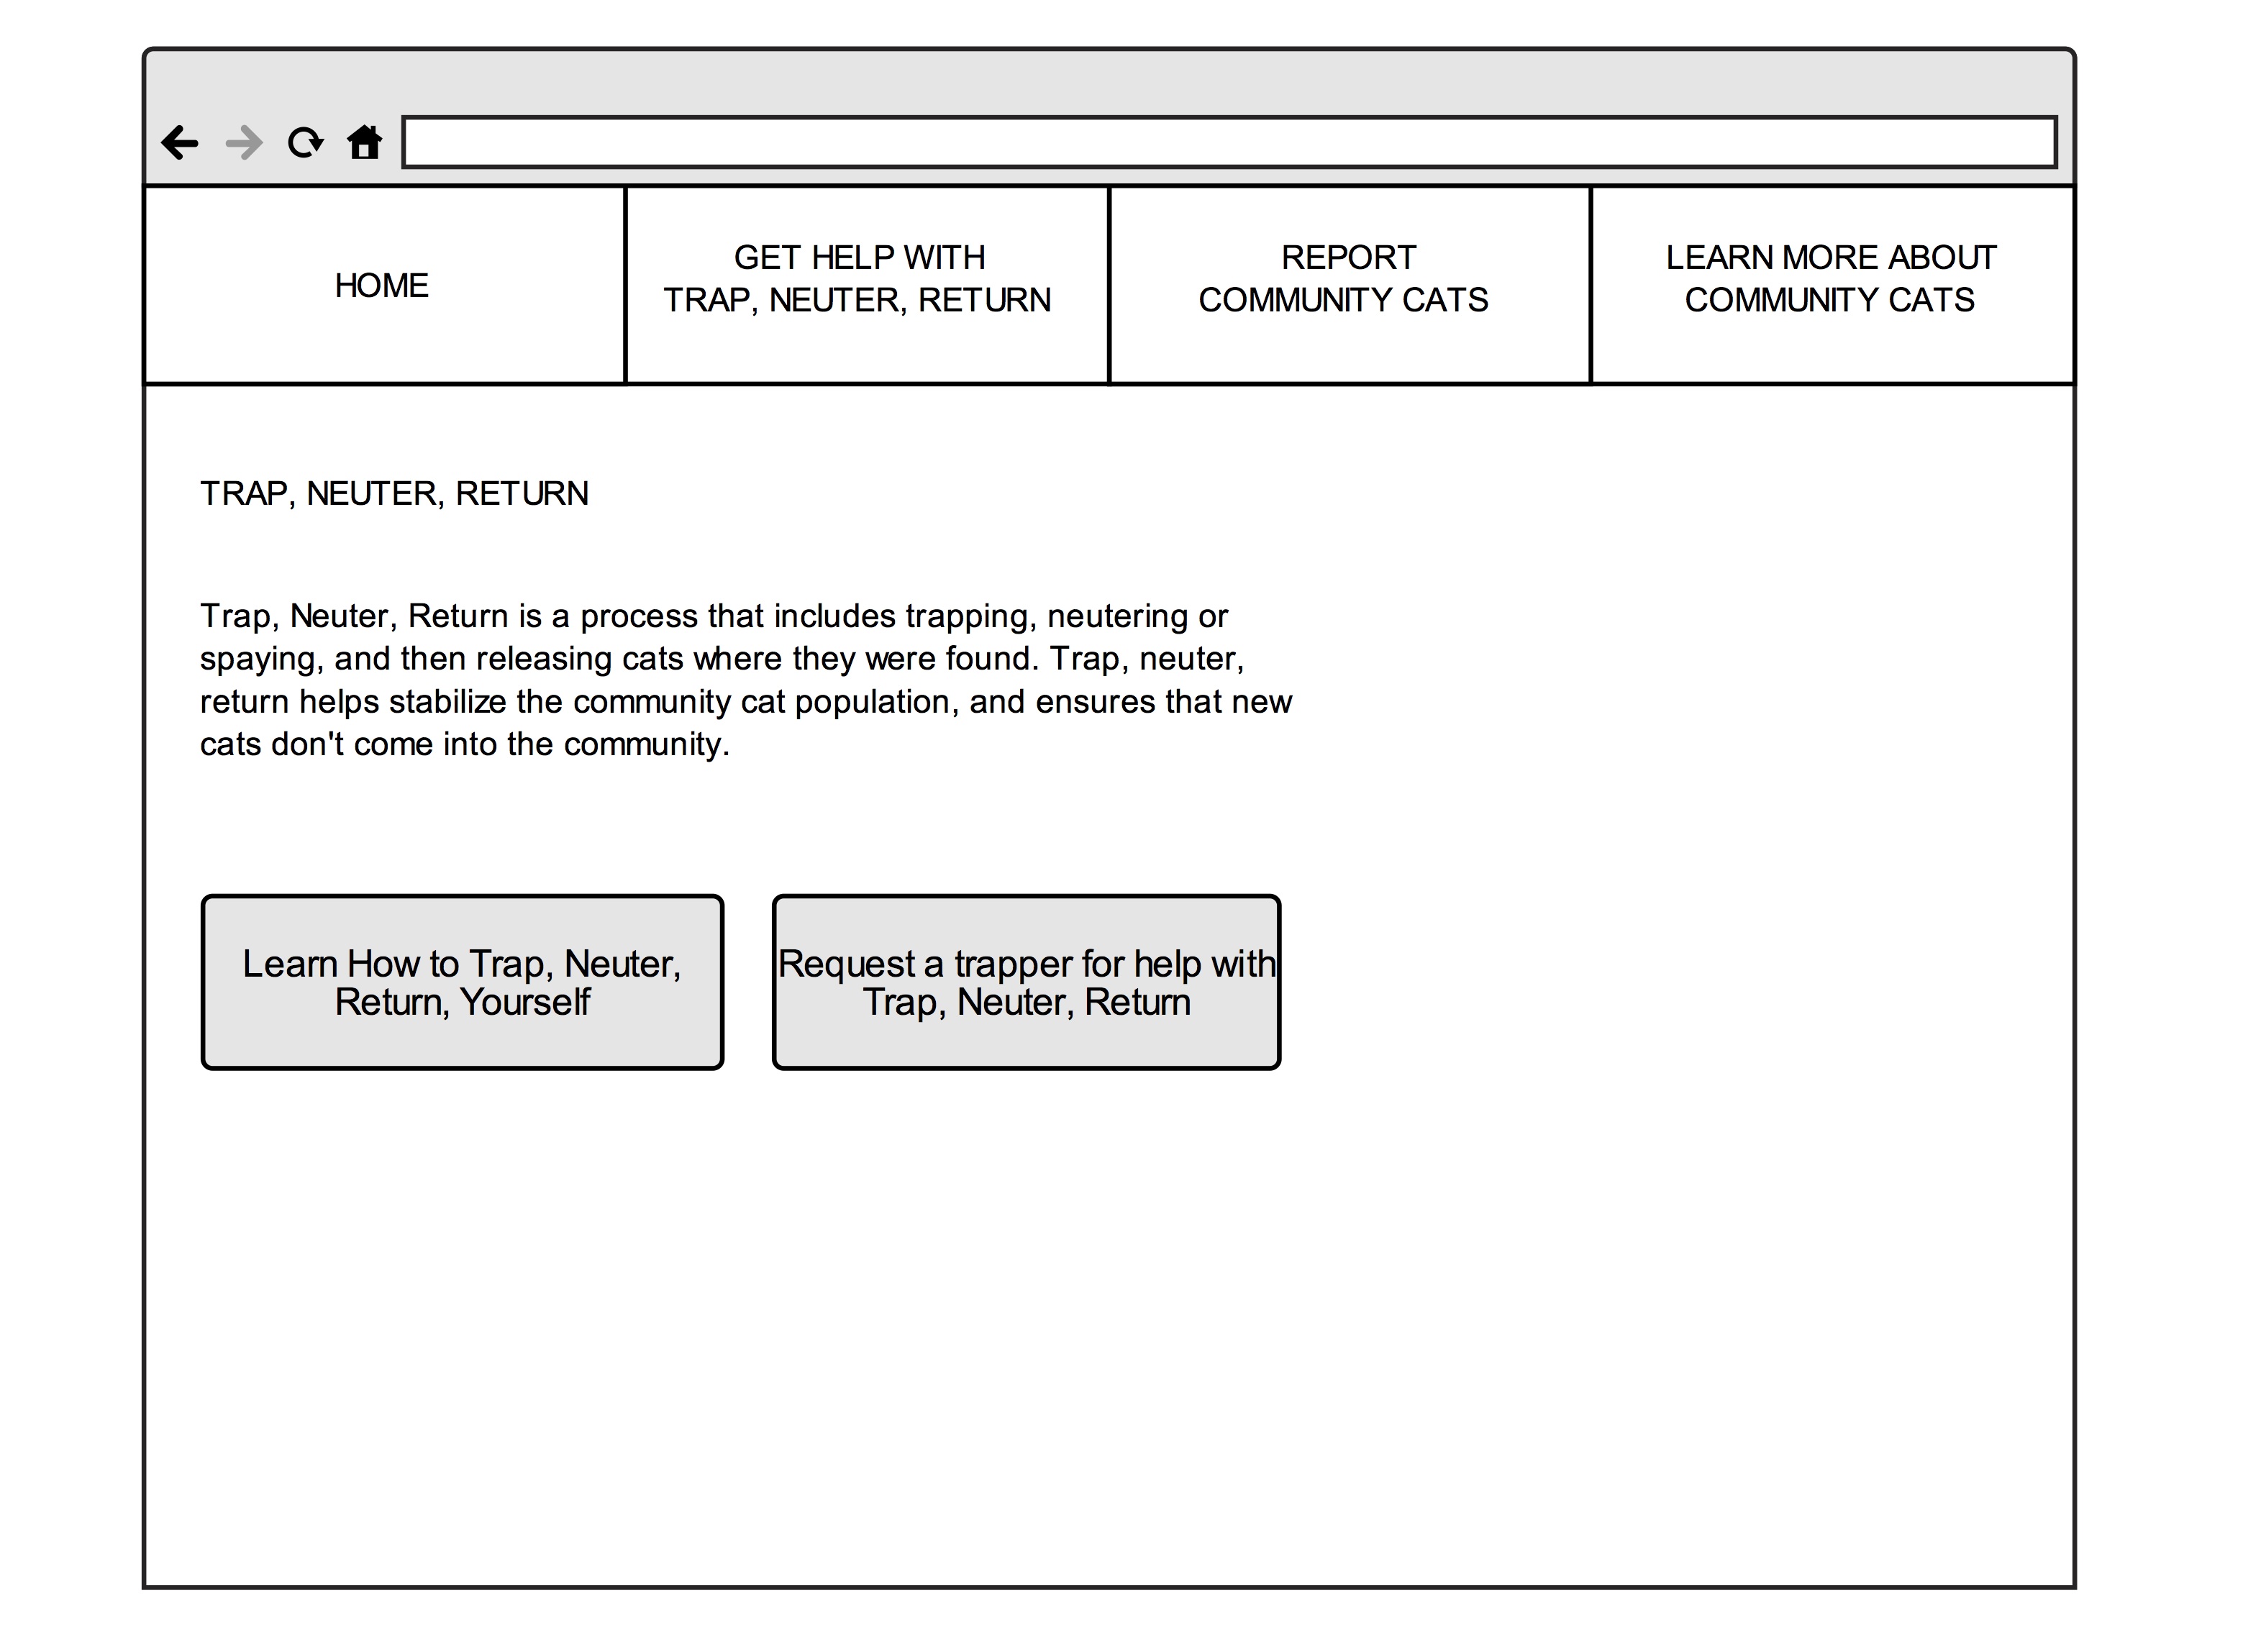 HOME
GET HELP WITH
TRAP, NEUTER, RETURN
REPORT
COMMUNITY CATS
LEARN MORE ABOUT
COMMUNITY CATS
TRAP, NEUTER, RETURN
Trap, Neuter, Return is a process that includes trapping, neutering or
spaying, and then releasing cats where they were found. Trap, neuter,
return helps stabilize the community cat population, and ensures that new
cats don't come into the community.
Learn How to Trap, Neuter,
Return, Yourself
Request a trapper for help with
Trap, Neuter, Return